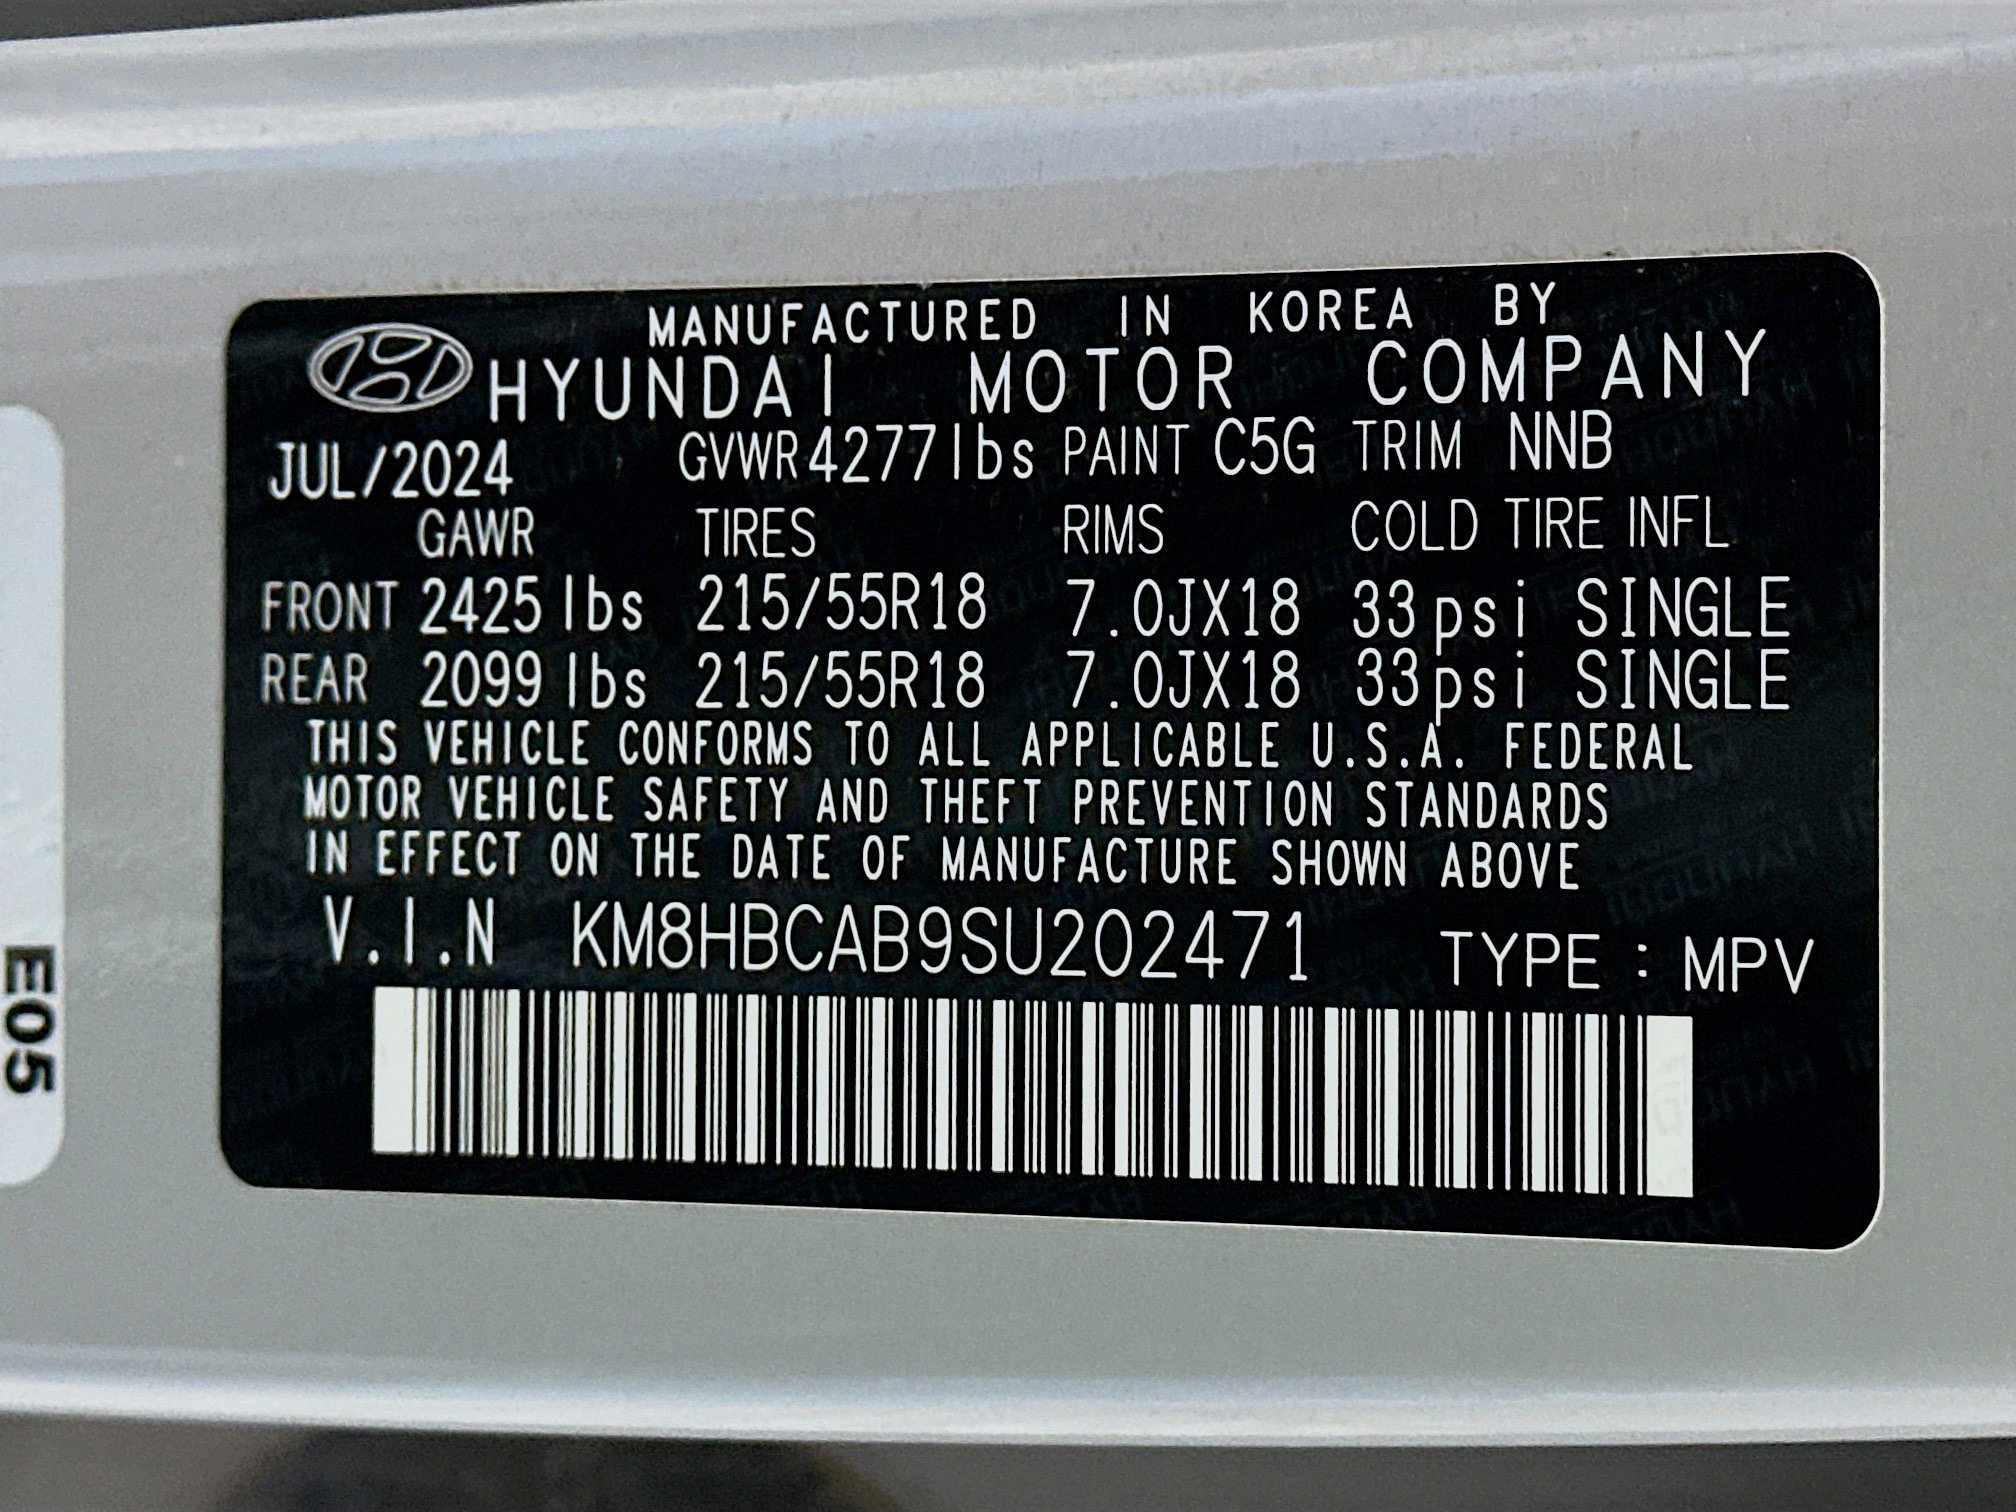 MANUFACTURED IN KOREA BY
HYUNDAI MOTOR COMPANY
JUL/2024 GVWR 4277lbs PAINT C5G TRIM NNB
GAWR TIRES RIMS COLD TIRE INFL
FRONT 2425 lbs 215/55R18 7.0JX18 33psi SINGLE
REAR 2099 lbs 215/55R18 7.0JX18 33psi SINGLE
THIS VEHICLE CONFORMS TO ALL APPLICABLE U.S.A. FEDERAL
MOTOR VEHICLE SAFETY AND THEFT PREVENTION STANDARDS
IN EFFECT ON THE DATE OF MANUFACTURE SHOWN ABOVE
V.I.N KM8HBCAB9SU202471 TYPE : MPV
E05